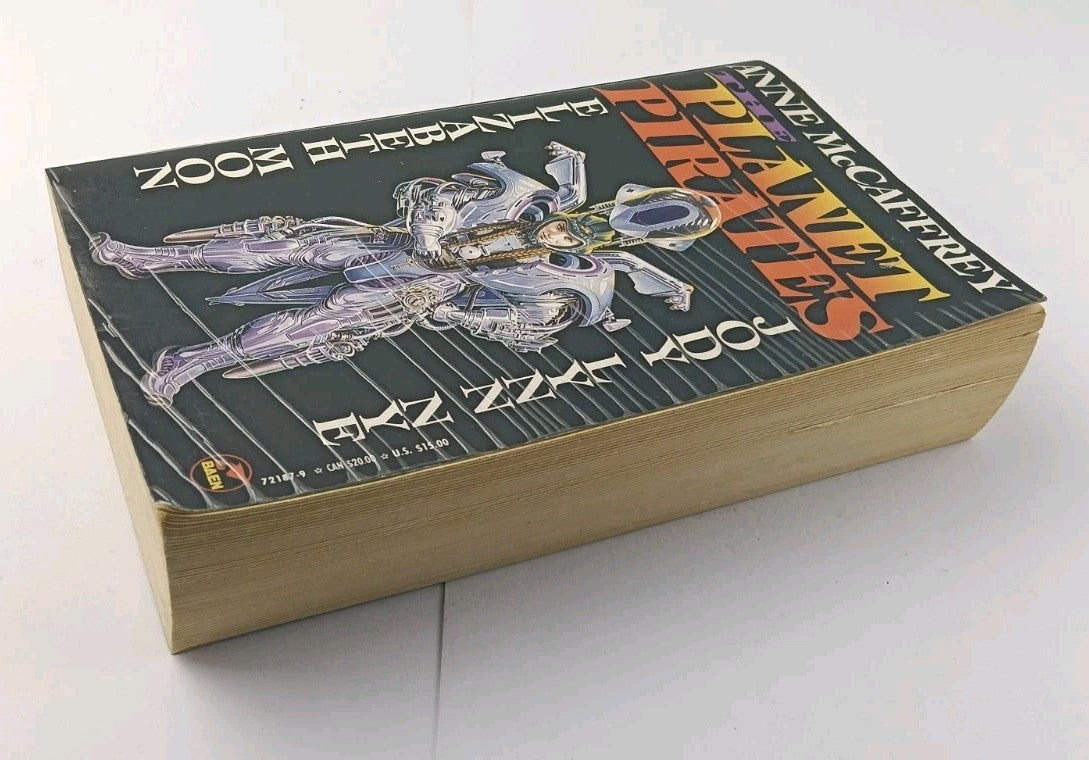 ANNE McCAFFREY
THE
PLANET
PIRATES
ELIZABETH MOON
JODY LYNN NYE
BAEN
72187-9 ☆ CAN $20.00 ☆ U.S. $15.00